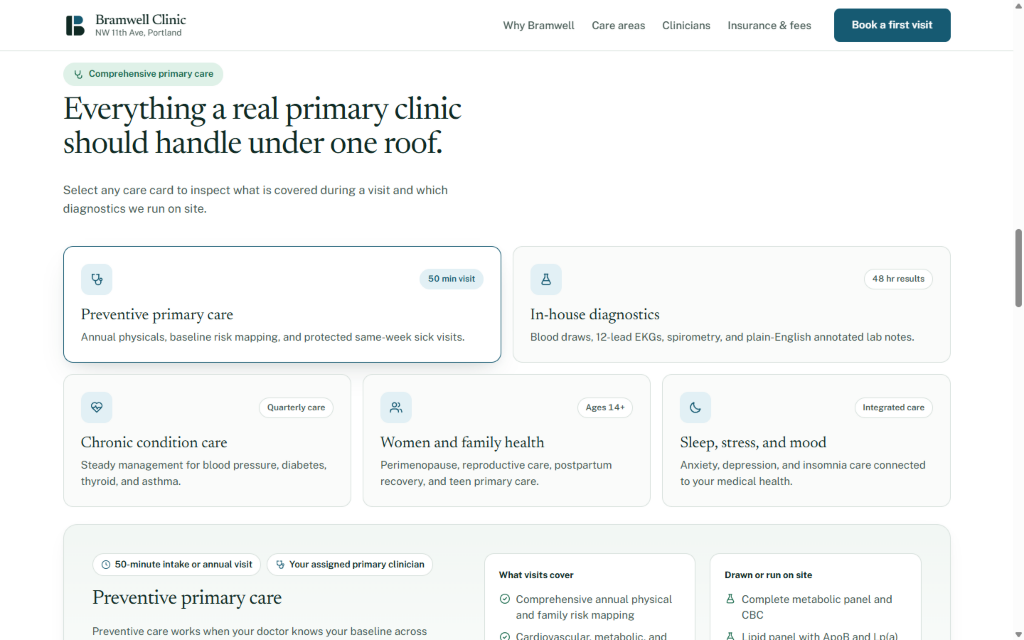 Bramwell Clinic
NW 11th Ave, Portland
Why Bramwell
Care areas
Clinicians
Insurance & fees
Book a first visit
Comprehensive primary care
Everything a real primary clinic
should handle under one roof.
Select any care card to inspect what is covered during a visit and which
diagnostics we run on site.
50 min visit
Preventive primary care
Annual physicals, baseline risk mapping, and protected same-week sick visits.
48 hr results
In-house diagnostics
Blood draws, 12-lead EKGs, spirometry, and plain-English annotated lab notes.
Quarterly care
Chronic condition care
Steady management for blood pressure, diabetes,
thyroid, and asthma.
Ages 14+
Women and family health
Perimenopause, reproductive care, postpartum
recovery, and teen primary care.
Integrated care
Sleep, stress, and mood
Anxiety, depression, and insomnia care connected
to your medical health.
50-minute intake or annual visit
Your assigned primary clinician
Preventive primary care
Preventive care works when your doctor knows your baseline across
What visits cover
Comprehensive annual physical
and family risk mapping
Cardiovascular, metabolic, and
Drawn or run on site
Complete metabolic panel and
CBC
Lipid panel with ApoB and Lp(a)